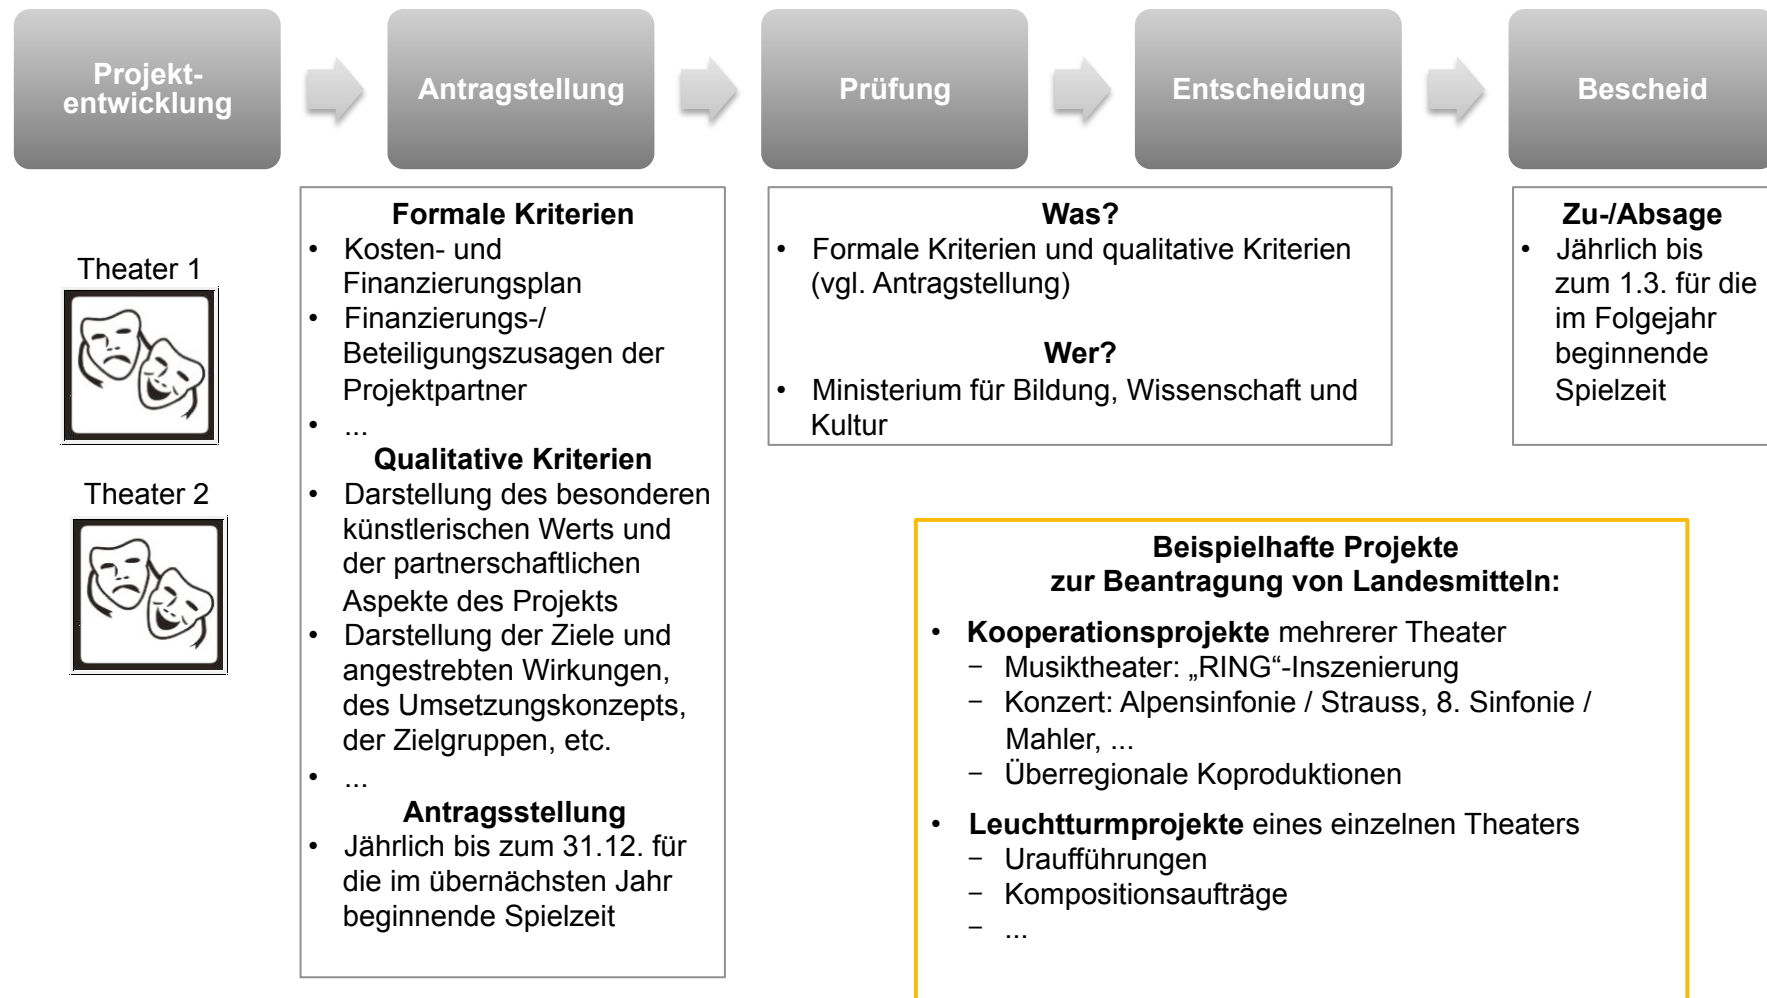 Projekt-
entwicklung
Antragstellung
Prüfung
Entscheidung
Bescheid
Theater 1
Theater 2
Formale Kriterien
• Kosten- und
Finanzierungsplan
• Finanzierungs-/
Beteiligungszusagen der
Projektpartner
• ...
Qualitative Kriterien
• Darstellung des besonderen
künstlerischen Werts und
der partnerschaftlichen
Aspekte des Projekts
• Darstellung der Ziele und
angestrebten Wirkungen,
des Umsetzungskonzepts,
der Zielgruppen, etc.
• ...
Antragsstellung
• Jährlich bis zum 31.12. für
die im übernächsten Jahr
beginnende Spielzeit
Was?
• Formale Kriterien und qualitative Kriterien
(vgl. Antragstellung)
Wer?
• Ministerium für Bildung, Wissenschaft und
Kultur
Zu-/Absage
• Jährlich bis
zum 1.3. für die
im Folgejahr
beginnende
Spielzeit
Beispielhafte Projekte
zur Beantragung von Landesmitteln:
• Kooperationsprojekte mehrerer Theater
− Musiktheater: „RING“-Inszenierung
− Konzert: Alpensinfonie / Strauss, 8. Sinfonie /
Mahler, ...
− Überregionale Koproduktionen
• Leuchtturmprojekte eines einzelnen Theaters
− Uraufführungen
− Kompositionsaufträge
− ...